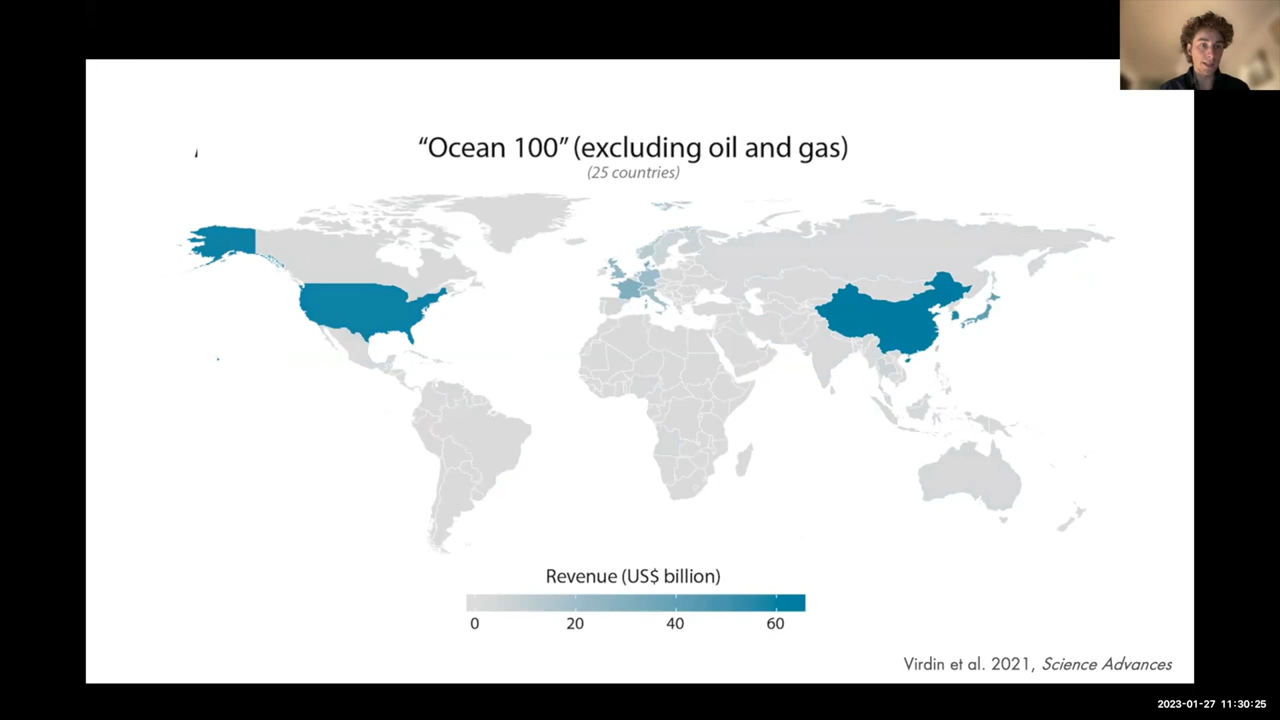 “Ocean 100” (excluding oil and gas)
(25 countries)
Revenue (US$ billion)
0 20 40 60
Virdin et al. 2021, Science Advances
2023-01-27 11:30:25